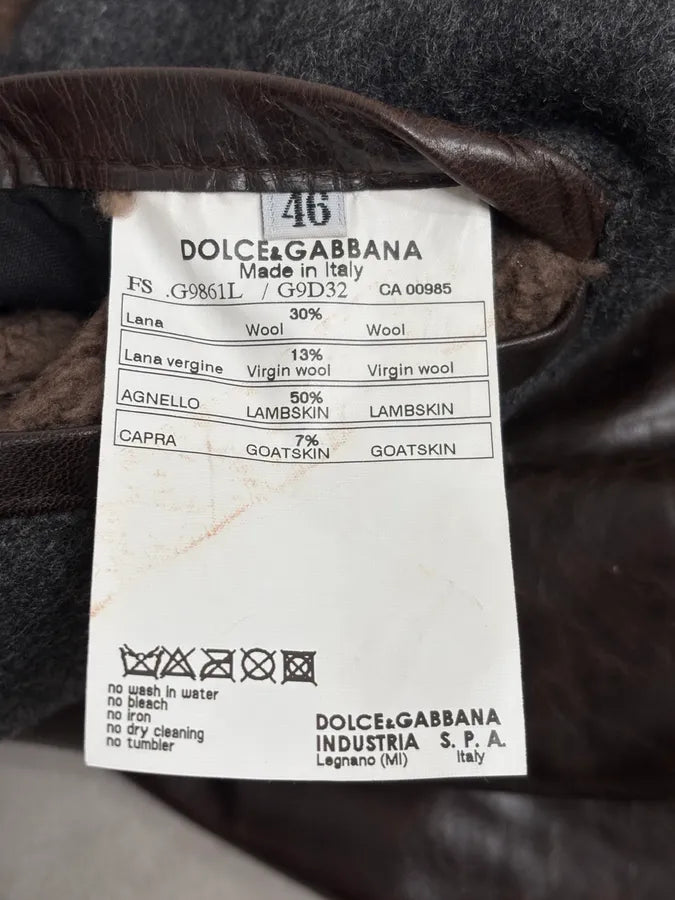 46
DOLCE&GABBANA
Made in Italy
FS .G9861L / G9D32 CA 00985
Lana 30% Wool Wool
Lana vergine 13% Virgin wool Virgin wool
AGNELLO 50% LAMBSKIN LAMBSKIN
CAPRA 7% GOATSKIN GOATSKIN
no wash in water
no bleach
no iron
no dry cleaning
no tumbler
DOLCE&GABBANA
INDUSTRIA S. P. A.
Legnano (MI) Italy